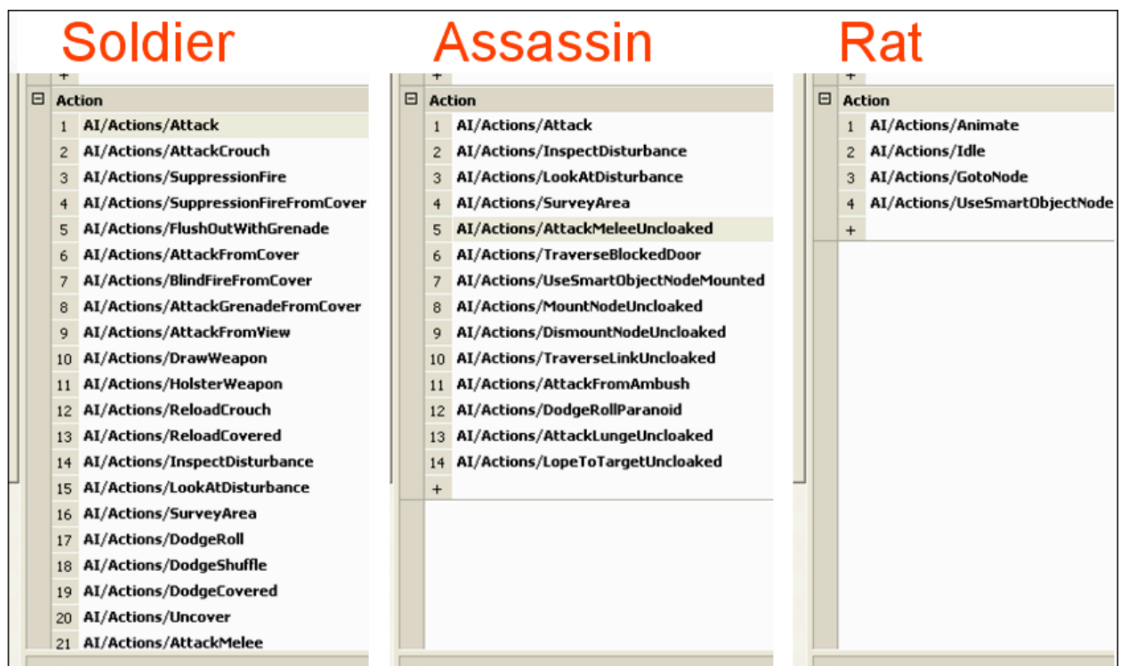 Soldier
Action
1 AI/Actions/Attack
2 AI/Actions/AttackCrouch
3 AI/Actions/SuppressionFire
4 AI/Actions/SuppressionFireFromCover
5 AI/Actions/FlushOutWithGrenade
6 AI/Actions/AttackFromCover
7 AI/Actions/BlindFireFromCover
8 AI/Actions/AttackGrenadeFromCover
9 AI/Actions/AttackFromView
10 AI/Actions/DrawWeapon
11 AI/Actions/HolsterWeapon
12 AI/Actions/ReloadCrouch
13 AI/Actions/ReloadCovered
14 AI/Actions/InspectDisturbance
15 AI/Actions/LookAtDisturbance
16 AI/Actions/SurveyArea
17 AI/Actions/DodgeRoll
18 AI/Actions/DodgeShuffle
19 AI/Actions/DodgeCovered
20 AI/Actions/Uncover
21 AI/Actions/AttackMelee
Assassin
Action
1 AI/Actions/Attack
2 AI/Actions/InspectDisturbance
3 AI/Actions/LookAtDisturbance
4 AI/Actions/SurveyArea
5 AI/Actions/AttackMeleeUncloaked
6 AI/Actions/TraverseBlockedDoor
7 AI/Actions/UseSmartObjectNodeMounted
8 AI/Actions/MountNodeUncloaked
9 AI/Actions/DismountNodeUncloaked
10 AI/Actions/TraverseLinkUncloaked
11 AI/Actions/AttackFromAmbush
12 AI/Actions/DodgeRollParanoid
13 AI/Actions/AttackLungeUncloaked
14 AI/Actions/LopeToTargetUncloaked
+
Rat
Action
1 AI/Actions/Animate
2 AI/Actions/Idle
3 AI/Actions/GotoNode
4 AI/Actions/UseSmartObjectNode
+